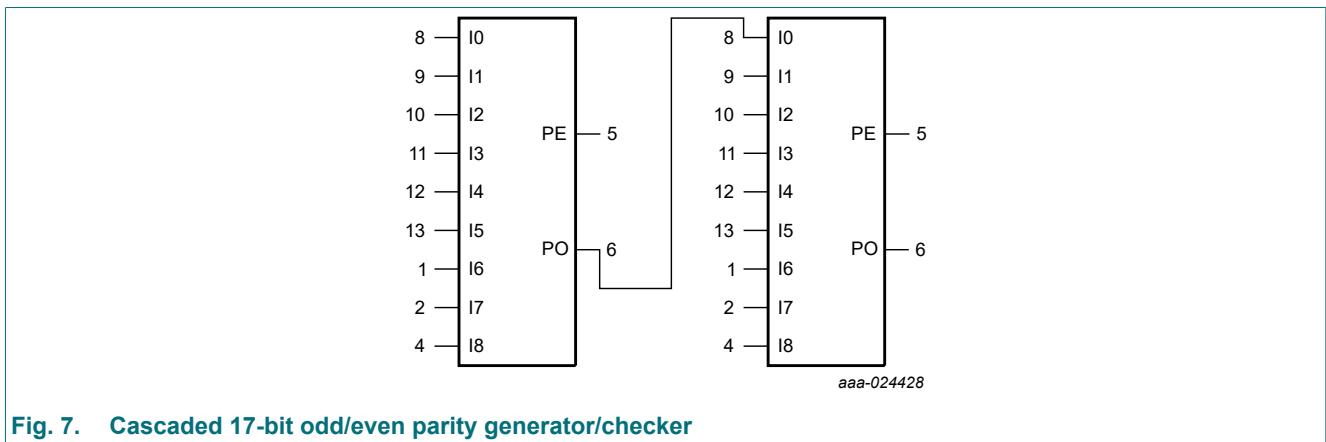 8 I0 8 I0
9 I1 9 I1
10 I2 10 I2
PE 5 PE 5
11 I3 11 I3
12 I4 12 I4
13 I5 13 I5
PO 6 PO 6
1 I6 1 I6
2 I7 2 I7
4 I8 4 I8
aaa-024428
Fig. 7. Cascaded 17-bit odd/even parity generator/checker